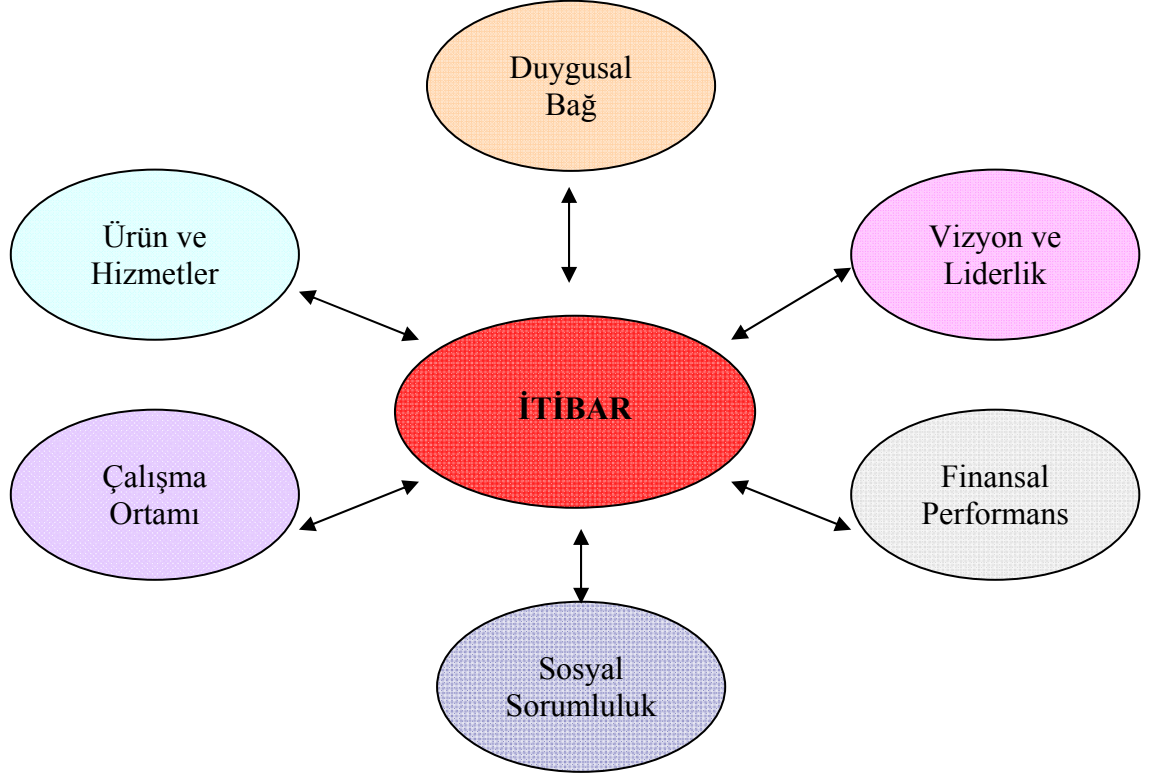 Duygusal
Bağ
Ürün ve
Hizmetler
Vizyon ve
Liderlik
İTİBAR
Çalışma
Ortamı
Finansal
Performans
Sosyal
Sorumluluk